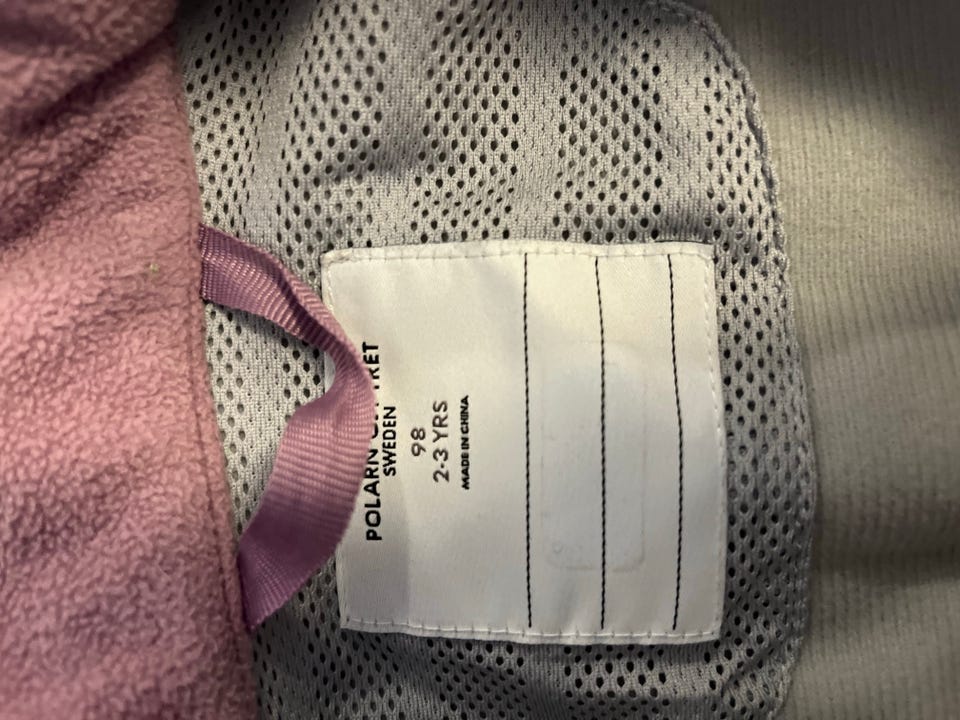 POLARN
SWEDEN
98
2-3 YRS
MADE IN CHINA